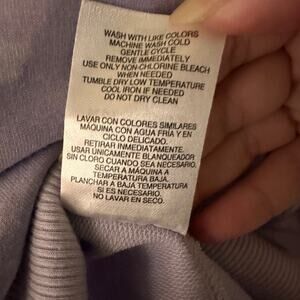 WASH WITH LIKE COLORS
MACHINE WASH COLD
GENTLE CYCLE
REMOVE IMMEDIATELY
USE ONLY NON-CHLORINE BLEACH
WHEN NEEDED
TUMBLE DRY LOW TEMPERATURE
COOL IRON IF NEEDED
DO NOT DRY CLEAN
LAVAR CON COLORES SIMILARES
MÁQUINA CON AGUA FRIA Y EN
CICLO DELICADO.
RETIRAR INMEDIATAMENTE.
USAR UNICAMENTE BLANQUEADOR
SIN CLORO CUANDO SEA NECESARIO.
SECAR A MÁQUINA A
TEMPERATURA BAJA.
PLANCHAR A BAJA TEMPERATURA
SI ES NECESARIO.
NO LAVAR EN SECO.